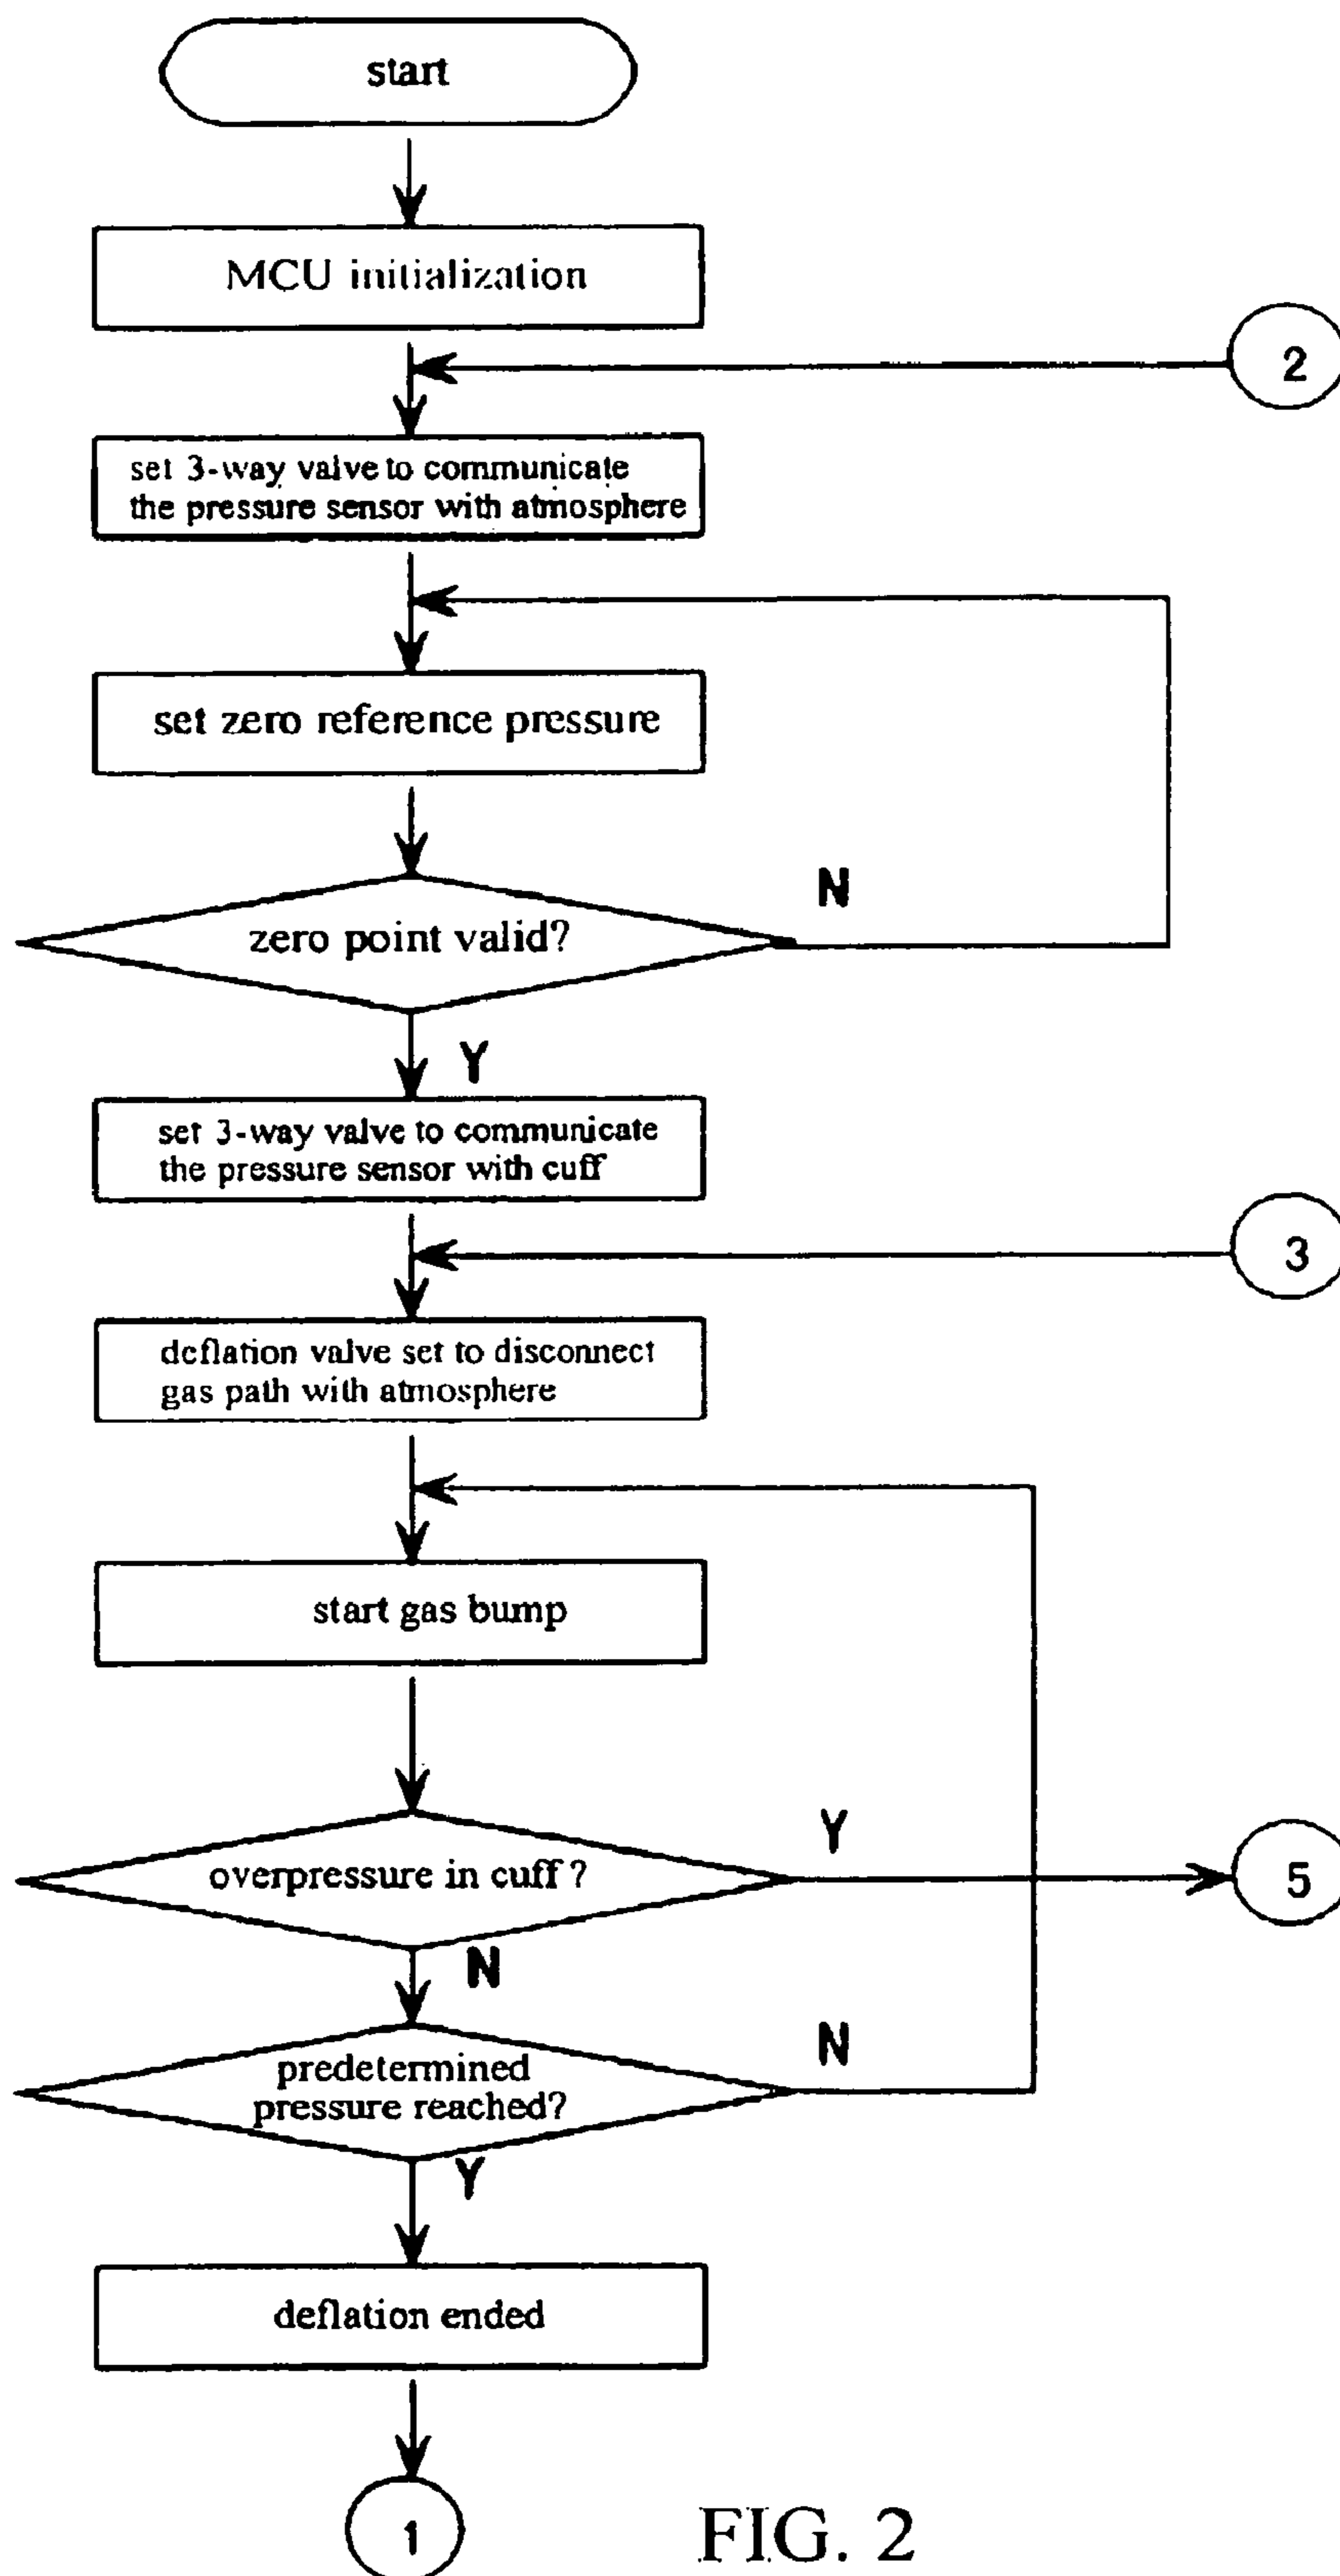 start
MCU initialization
2
set 3-way valve to communicate
the pressure sensor with atmosphere
set zero reference pressure
N
zero point valid?
Y
set 3-way valve to communicate
the pressure sensor with cuff
3
deflation valve set to disconnect
gas path with atmosphere
start gas bump
Y
overpressure in cuff ?
5
N
N
predetermined
pressure reached?
Y
deflation ended
1
FIG. 2